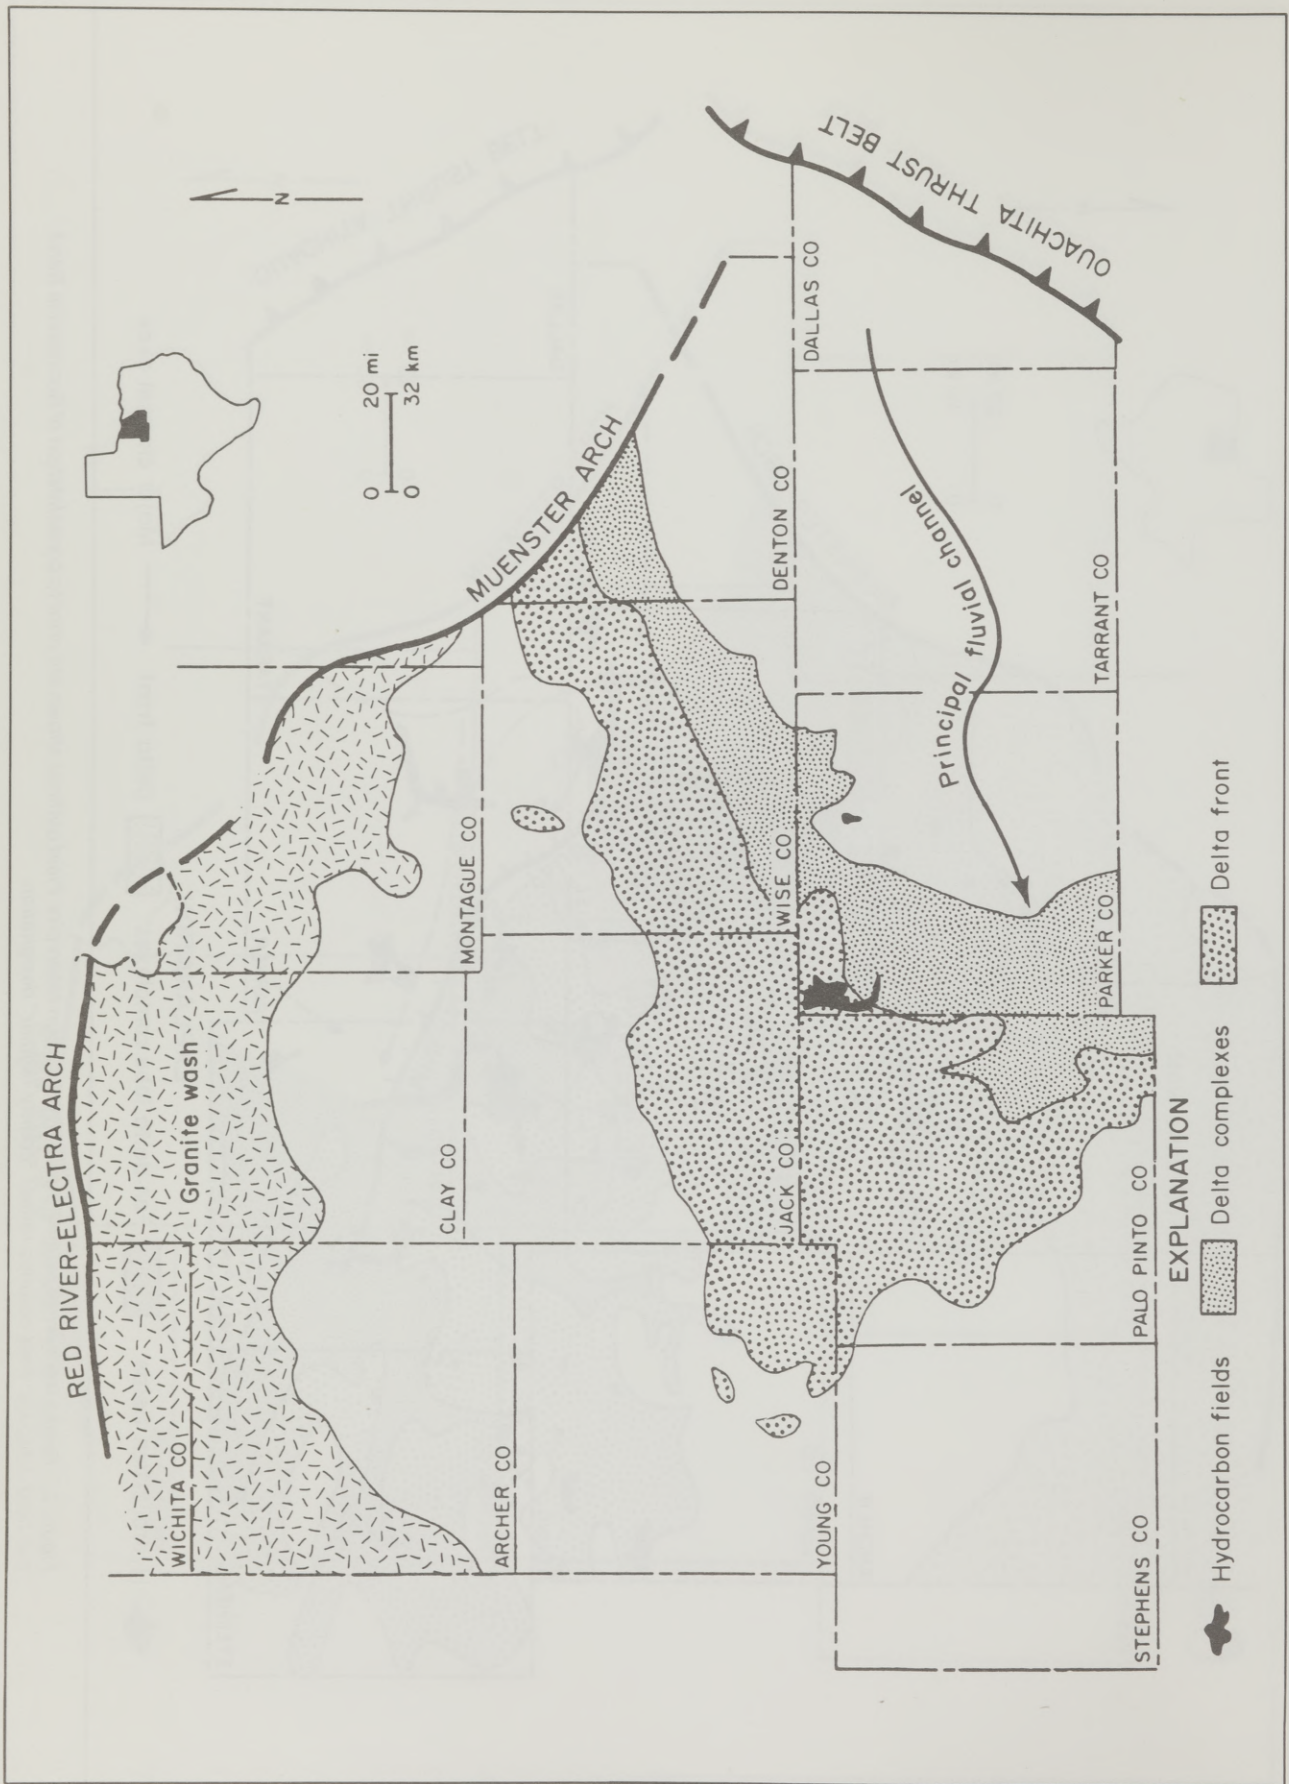 RED RIVER-ELECTRA ARCH
Granite wash
WICHITA CO
CLAY CO
MONTAGUE CO
ARCHER CO
MUENSTER ARCH
N
0 20 mi
0 32 km
JACK CO
WISE CO
DENTON CO
DALLAS CO
OUACHITA THRUST BELT
YOUNG CO
Principal fluvial channel
PALO PINTO CO
PARKER CO
TARRANT CO
STEPHENS CO
EXPLANATION
Hydrocarbon fields
Delta complexes
Delta front